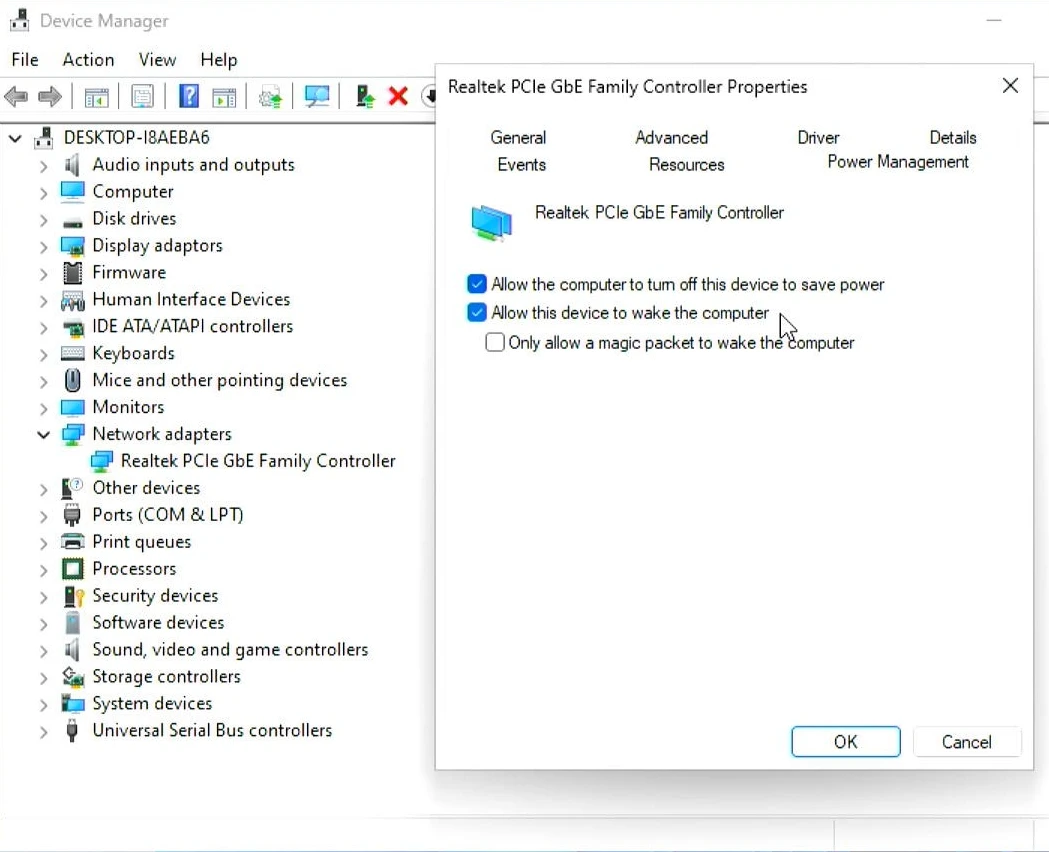 Device Manager
File Action View Help
DESKTOP-I8AEBA6
Audio inputs and outputs
Computer
Disk drives
Display adaptors
Firmware
Human Interface Devices
IDE ATA/ATAPI controllers
Keyboards
Mice and other pointing devices
Monitors
Network adapters
Realtek PCIe GbE Family Controller
Other devices
Ports (COM & LPT)
Print queues
Processors
Security devices
Software devices
Sound, video and game controllers
Storage controllers
System devices
Universal Serial Bus controllers
Realtek PCIe GbE Family Controller Properties
General Advanced Driver Details
Events Resources Power Management
Realtek PCIe GbE Family Controller
Allow the computer to turn off this device to save power
Allow this device to wake the computer
Only allow a magic packet to wake the computer
OK Cancel